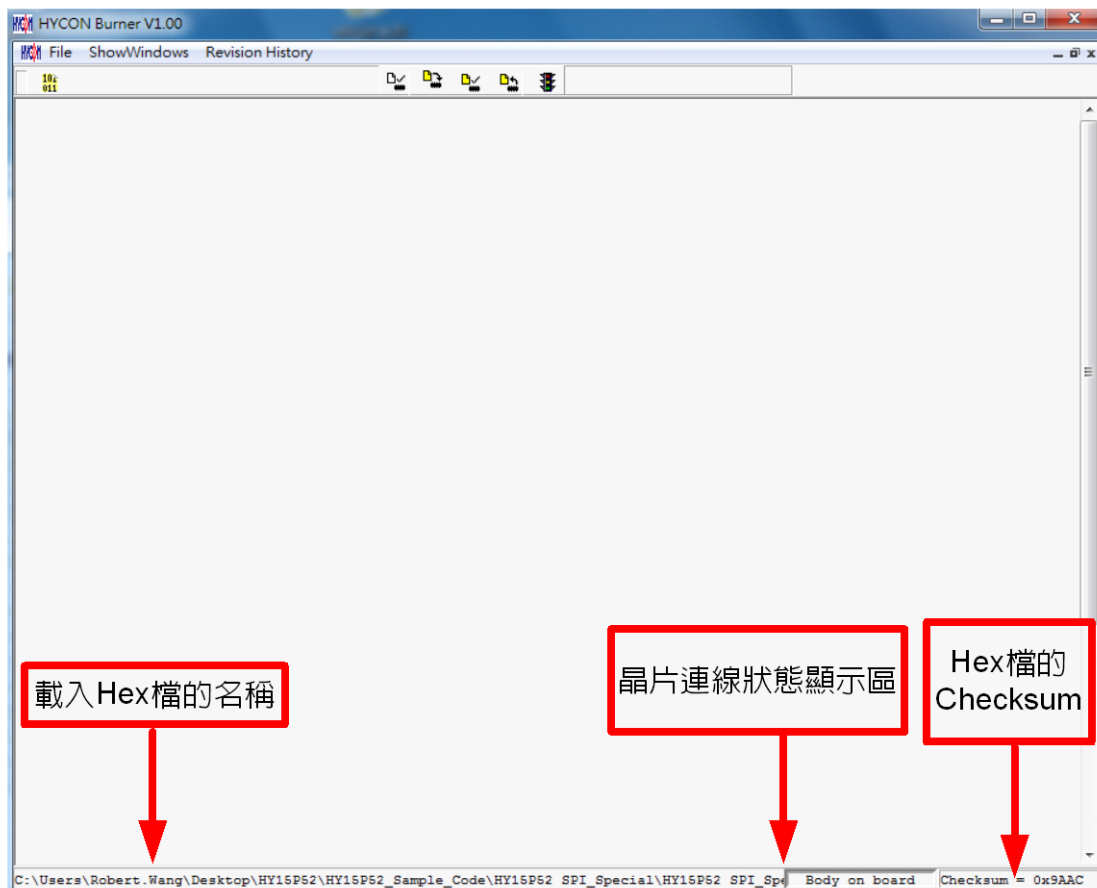 HYCON Burner V1.00
File ShowWindows Revision History
載入Hex檔的名稱
晶片連線狀態顯示區
Hex檔的
Checksum
C:\Users\Robert.Wang\Desktop\HY15P52\HY15P52_Sample_Code\HY15P52 SPI_Special\HY15P52 SPI_Spe Body on board Checksum = 0x9AAC